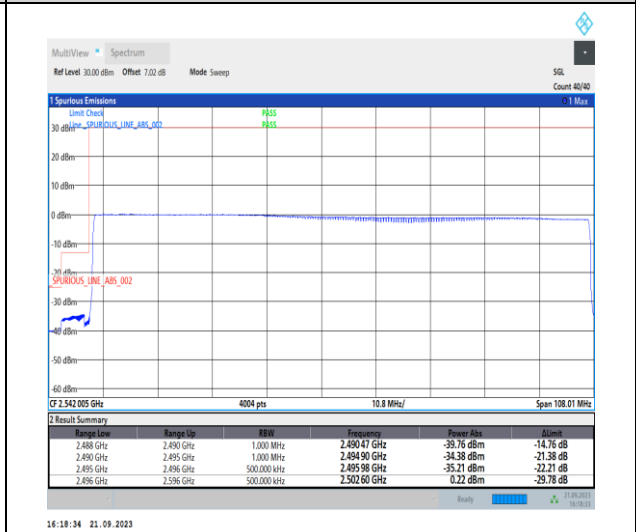 MultiView Spectrum
Ref Level 30.00 dBm Offset 7.02 dB Mode Sweep SGL
Count 40/40
1 Spurious Emissions 1 Max
Limit Check PASS
Line _SPURIOUS_LINE_ABS_002 PASS
30 dBm
20 dBm
10 dBm
0 dBm
-10 dBm
-20 dBm
_SPURIOUS_LINE_ABS_002
-30 dBm
-40 dBm
-50 dBm
-60 dBm
CF 2.542 005 GHz 4004 pts 10.8 MHz/ Span 108.01 MHz
2 Result Summary
Range Low Range Up RBW Frequency Power Abs ΔLimit
2.488 GHz 2.490 GHz 1.000 MHz 2.490 47 GHz -39.76 dBm -14.76 dB
2.490 GHz 2.495 GHz 1.000 MHz 2.494 90 GHz -34.38 dBm -21.38 dB
2.495 GHz 2.496 GHz 500.000 kHz 2.495 98 GHz -35.21 dBm -22.21 dB
2.496 GHz 2.596 GHz 500.000 kHz 2.502 60 GHz 0.22 dBm -29.78 dB
Ready 21.09.2023
16:18:33
16:18:34 21.09.2023